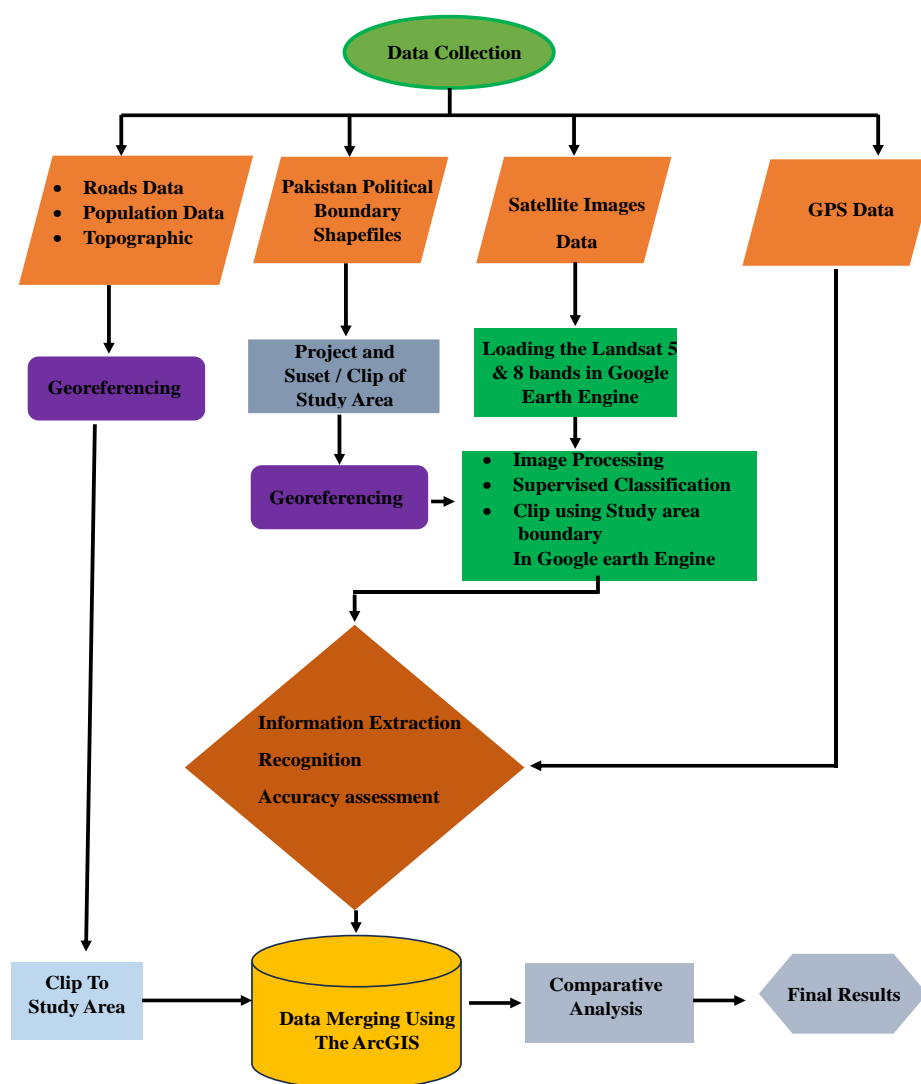 Data Collection
• Roads Data
• Population Data
• Topographic
Pakistan Political
Boundary
Shapefiles
Satellite Images
Data
GPS Data
Georeferencing
Project and
Suset / Clip of
Study Area
Loading the Landsat 5
& 8 bands in Google
Earth Engine
Georeferencing
• Image Processing
• Supervised Classification
• Clip using Study area
boundary
In Google earth Engine
Information Extraction
Recognition
Accuracy assessment
Clip To
Study Area
Data Merging Using
The ArcGIS
Comparative
Analysis
Final Results